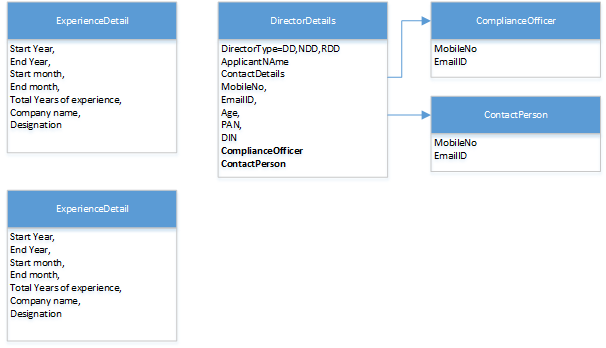 ExperienceDetail
Start Year,
End Year,
Start month,
End month,
Total Years of experience,
Company name,
Designation
DirectorDetails
DirectorType=DD,NDD,RDD
ApplicantNAme
ContactDetails
MobileNo,
EmailID,
Age,
PAN,
DIN
ComplianceOfficer
ContactPerson
ComplianceOfficer
MobileNo
EmailID
ContactPerson
MobileNo
EmailID
ExperienceDetail
Start Year,
End Year,
Start month,
End month,
Total Years of experience,
Company name,
Designation